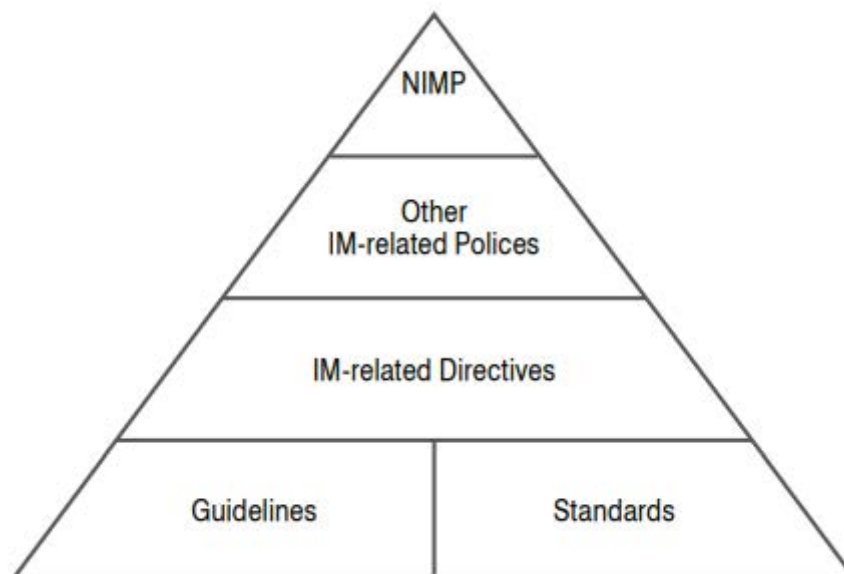 NIMP
Other
IM-related Polices
IM-related Directives
Guidelines
Standards